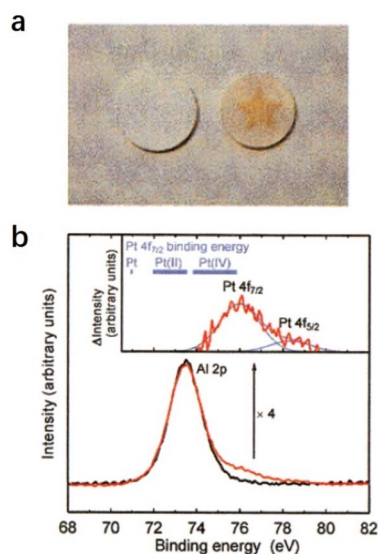 a
b
Pt 4f7/2 binding energy
Pt Pt(II) Pt(IV)
Pt 4f7/2
Pt 4f5/2
ΔIntensity
(arbitrary units)
Al 2p
× 4
Intensity (arbitrary units)
68 70 72 74 76 78 80 82
Binding energy (eV)